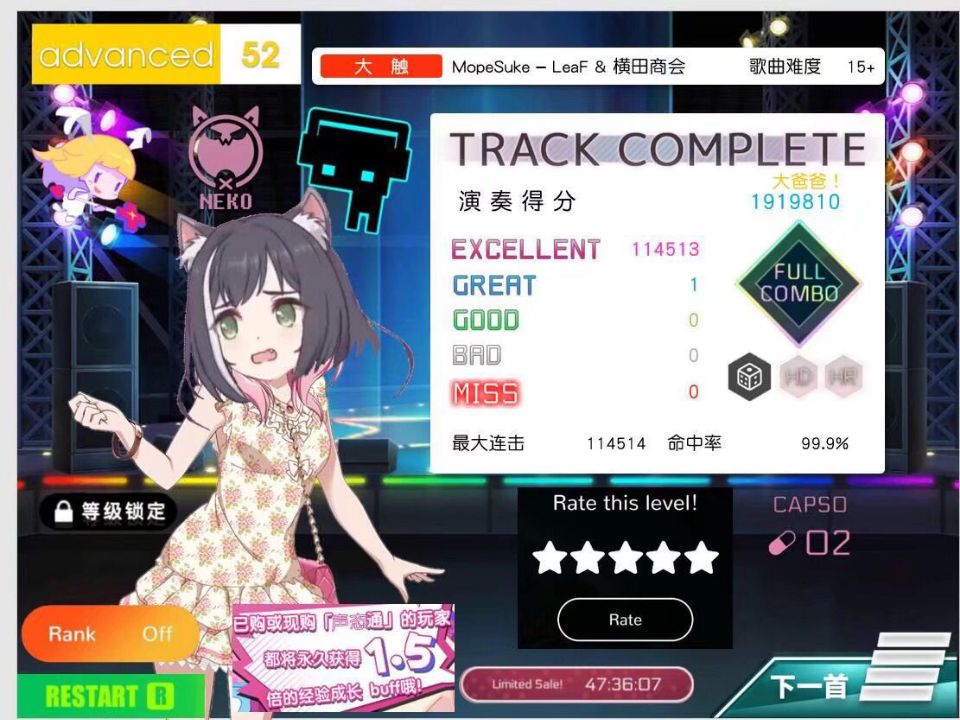 advanced 52
大 触 MopeSuke – LeaF & 横田商会 歌曲难度 15+
NEKO
TRACK COMPLETE
大爸爸！
演奏得分 1919810
EXCELLENT 114513
GREAT 1
GOOD 0
BAD 0
MISS 0
FULL
COMBO
HD HR
最大连击 114514 命中率 99.9%
等级锁定
Rate this level!
Rate
CAPSO
02
Rank Off
RESTART R
已购或现购「声态通」的玩家
都将永久获得1.5
倍的经验成长 buff哦!
Limited Sale! 47:36:07
下一首